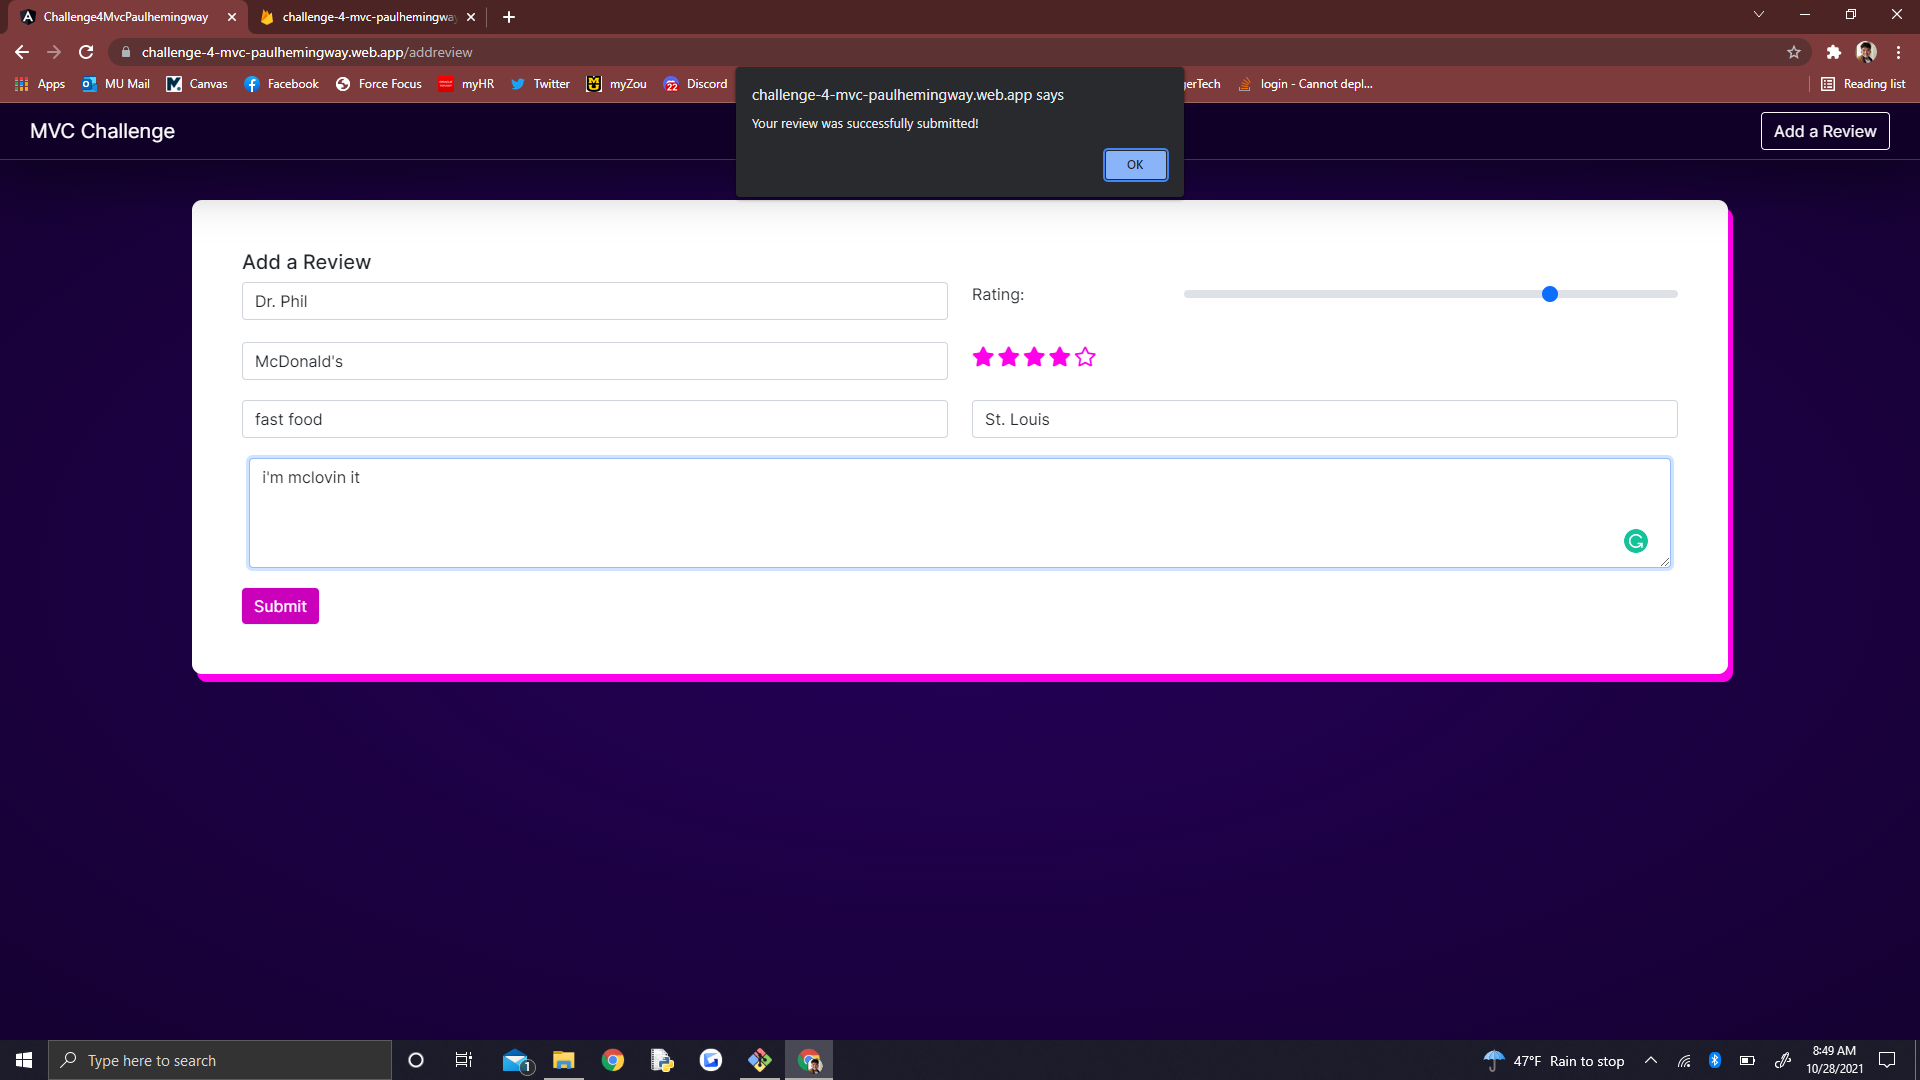 Challenge4MvcPaulhemingway
challenge-4-mvc-paulhemingway
challenge-4-mvc-paulhemingway.web.app/addreview
Apps MU Mail Canvas Facebook Force Focus myHR Twitter myZou Discord gerTech login - Cannot depl... Reading list
challenge-4-mvc-paulhemingway.web.app says
Your review was successfully submitted!
OK
MVC Challenge
Add a Review
Add a Review
Dr. Phil
Rating:
McDonald's
fast food
St. Louis
i'm mclovin it
Submit
Type here to search
1
47°F Rain to stop
8:49 AM
10/28/2021